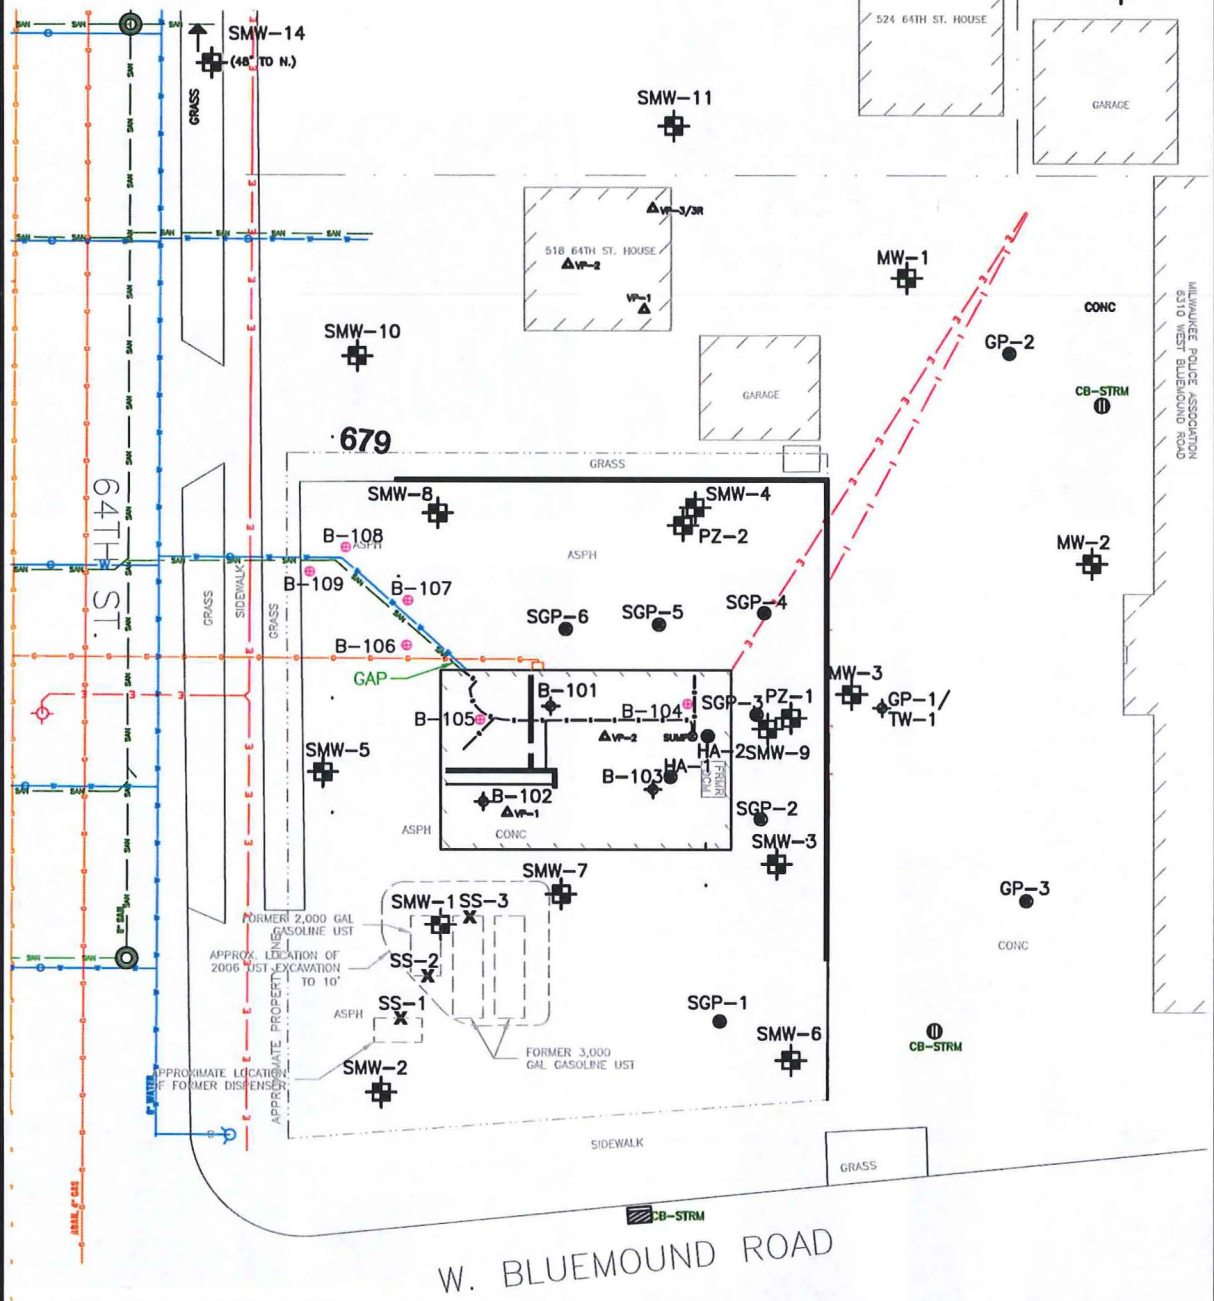 SAN
SAN
SMW-14
(48' TO N.)
GRASS
524 64TH ST. HOUSE
GARAGE
SMW-11
VP-3/3R
518 64TH ST. HOUSE
VP-2
VP-1
MW-1
CONC
MILWAUKEE POLICE ASSOCIATION
6310 WEST BLUEMOUND ROAD
SMW-10
GP-2
GARAGE
CB-STRM
679
GRASS
SMW-8
SMW-4
PZ-2
64TH ST.
B-108
ASPH
ASPH
MW-2
B-109
B-107
GRASS
SIDEWALK
GRASS
SGP-6
SGP-5
SGP-4
B-106
GAP
MW-3
B-101
SGP-3
PZ-1
GP-1/
TW-1
B-105
B-104
VP-2
SUMP
HA-2
SMW-9
SMW-5
HA-1
B-103
B-102
VP-1
SGP-2
ASPH
CONC
SMW-3
SMW-7
SMW-1
SS-3
GP-3
FORMER 2,000 GAL
GASOLINE UST
8" SAN
CONC
APPROX. LOCATION OF
2006 UST EXCAVATION
TO 10'
SS-2
SS-1
ASPH
SGP-1
SMW-6
CB-STRM
FORMER 3,000
GAL GASOLINE UST
APPROXIMATE LOCATION
OF FORMER DISPENSER
SMW-2
APPROXIMATE PROPERTY LINE
SIDEWALK
GRASS
CB-STRM
W. BLUEMOUND ROAD